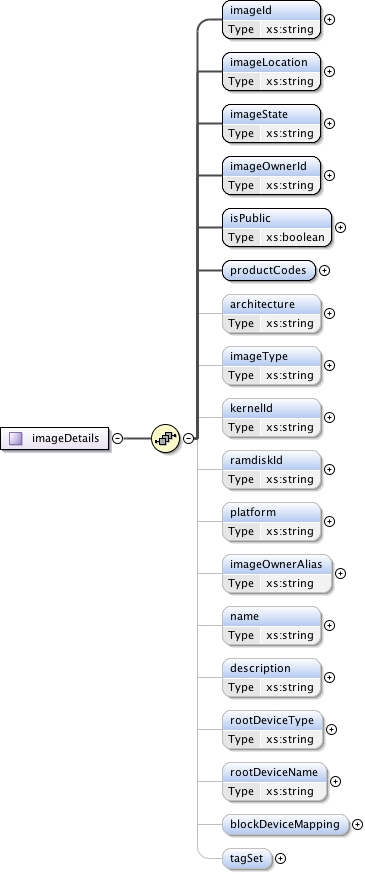 imageId
Type xs:string
imageLocation
Type xs:string
imageState
Type xs:string
imageOwnerId
Type xs:string
isPublic
Type xs:boolean
productCodes
architecture
Type xs:string
imageType
Type xs:string
kernelId
Type xs:string
imageDetails
ramdiskId
Type xs:string
platform
Type xs:string
imageOwnerAlias
Type xs:string
name
Type xs:string
description
Type xs:string
rootDeviceType
Type xs:string
rootDeviceName
Type xs:string
blockDeviceMapping
tagSet